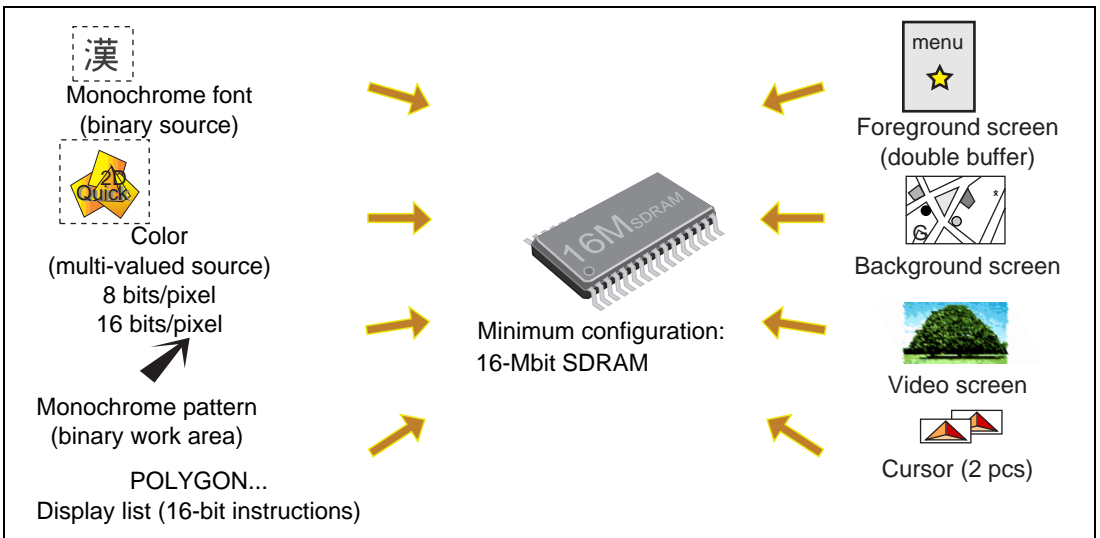 漢
Monochrome font
(binary source)
2D
Quick
Color
(multi-valued source)
8 bits/pixel
16 bits/pixel
Monochrome pattern
(binary work area)
POLYGON...
Display list (16-bit instructions)
16M SDRAM
Minimum configuration:
16-Mbit SDRAM
menu
Foreground screen
(double buffer)
G
Background screen
Video screen
Cursor (2 pcs)